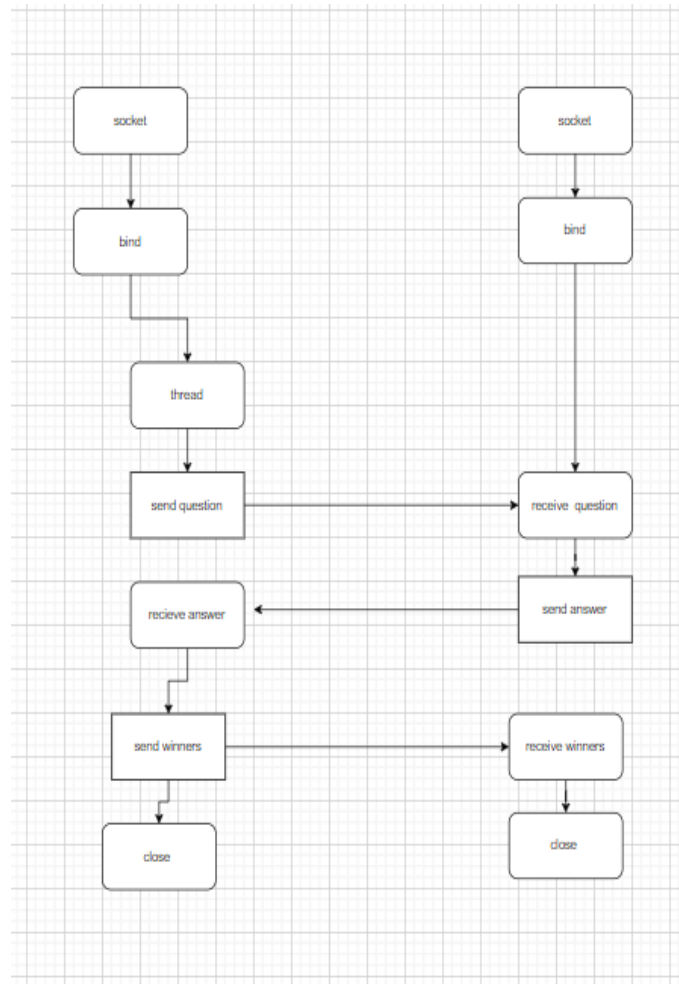 socket
socket
bind
bind
thread
send question
receive question
recieve answer
send answer
send winners
receive winners
close
close